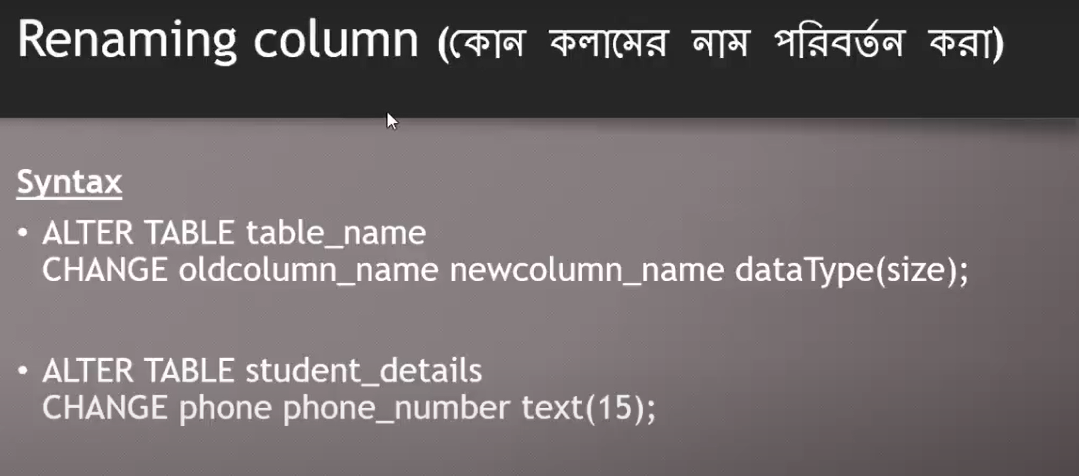 Renaming column (কোন কলামের নাম পরিবর্তন করা)
Syntax
• ALTER TABLE table_name
CHANGE oldcolumn_name newcolumn_name dataType(size);
• ALTER TABLE student_details
CHANGE phone phone_number text(15);